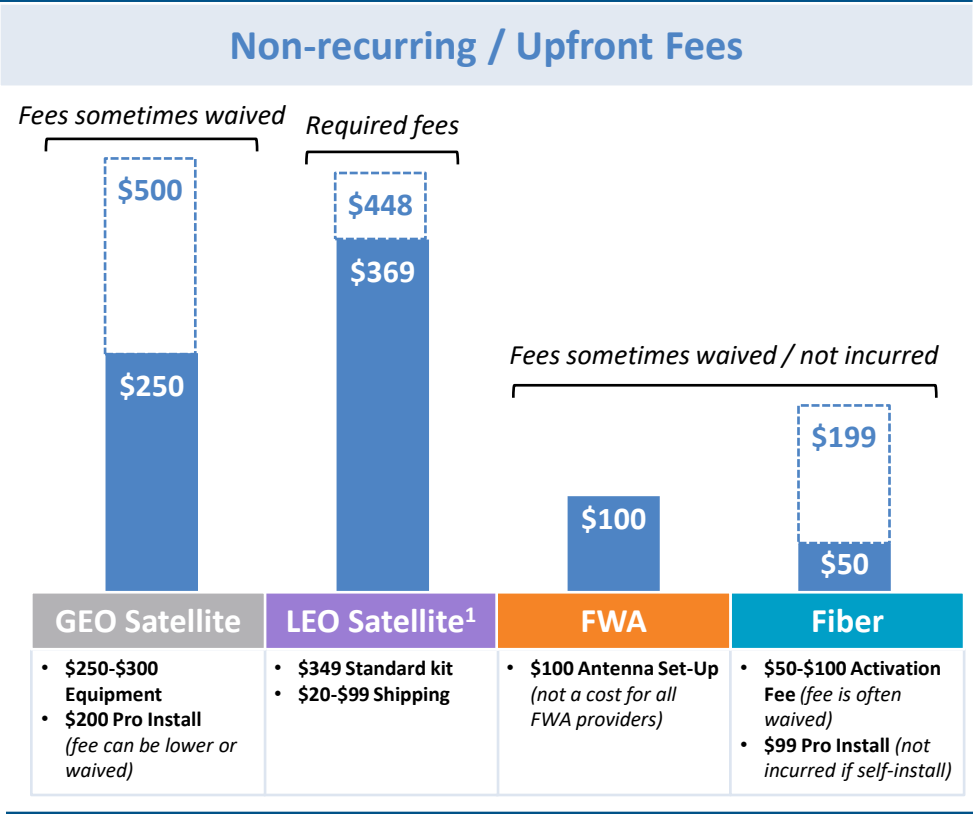 Non-recurring / Upfront Fees
Fees sometimes waived
Required fees
$500
$448
$369
$250
Fees sometimes waived / not incurred
$199
$100
$50
GEO Satellite
LEO Satellite¹
FWA
Fiber
• $250-$300
Equipment
• $200 Pro Install
(fee can be lower or
waived)
• $349 Standard kit
• $20-$99 Shipping
• $100 Antenna Set-Up
(not a cost for all
FWA providers)
• $50-$100 Activation
Fee (fee is often
waived)
• $99 Pro Install (not
incurred if self-install)